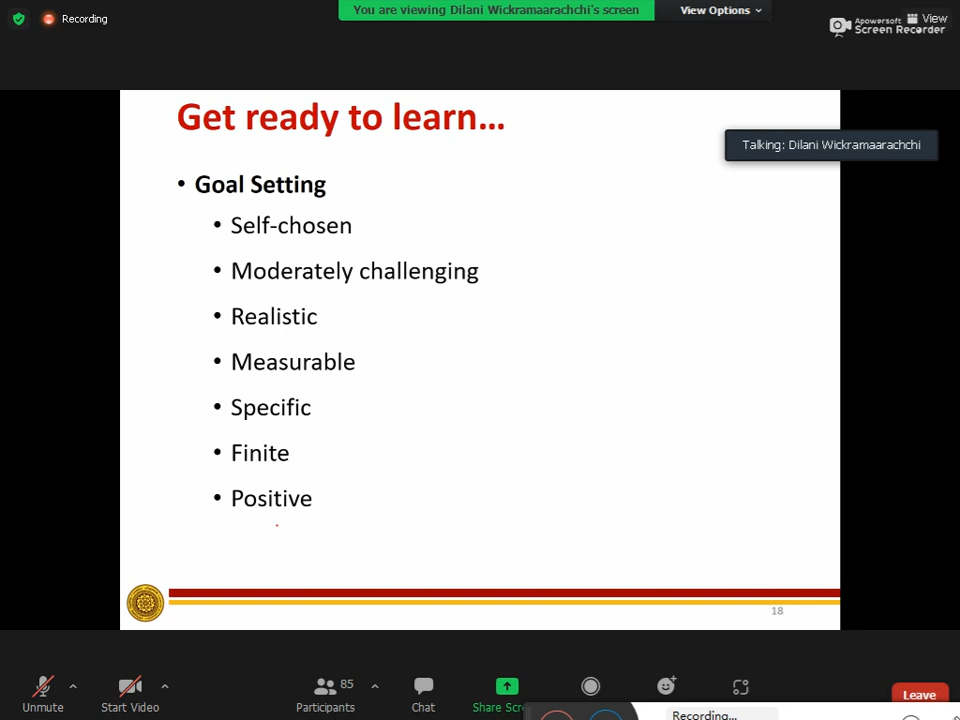 Recording
You are viewing Dilani Wickramaarachchi's screen
View Options
Apowersoft
Screen Recorder
View
Get ready to learn...
Talking: Dilani Wickramaarachchi
• Goal Setting
• Self-chosen
• Moderately challenging
• Realistic
• Measurable
• Specific
• Finite
• Positive
18
85
Unmute
Start Video
Participants
Chat
Share Scr
Leave
Recording...